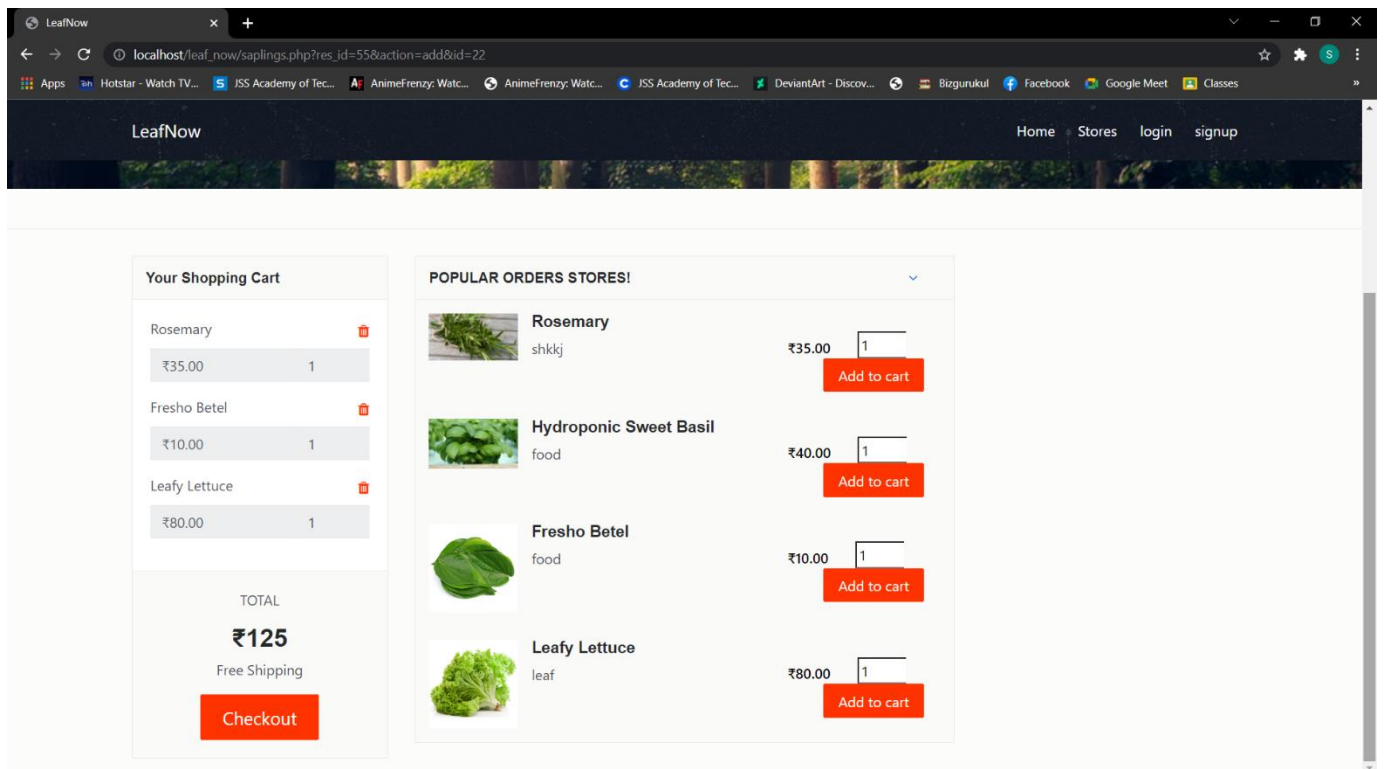 LeafNow
localhost/leaf_now/saplings.php?res_id=55&action=add&id=22
S
Apps Hotstar - Watch TV... JSS Academy of Tec... AnimeFrenzy: Watc... AnimeFrenzy: Watc... JSS Academy of Tec... DeviantArt - Discov... Bizgurukul Facebook Google Meet Classes »
LeafNow Home Stores login signup
Your Shopping Cart
Rosemary
₹35.00 1
Fresho Betel
₹10.00 1
Leafy Lettuce
₹80.00 1
TOTAL
₹125
Free Shipping
Checkout
POPULAR ORDERS STORES!
Rosemary
shkkj ₹35.00 1
Add to cart
Hydroponic Sweet Basil
food ₹40.00 1
Add to cart
Fresho Betel
food ₹10.00 1
Add to cart
Leafy Lettuce
leaf ₹80.00 1
Add to cart